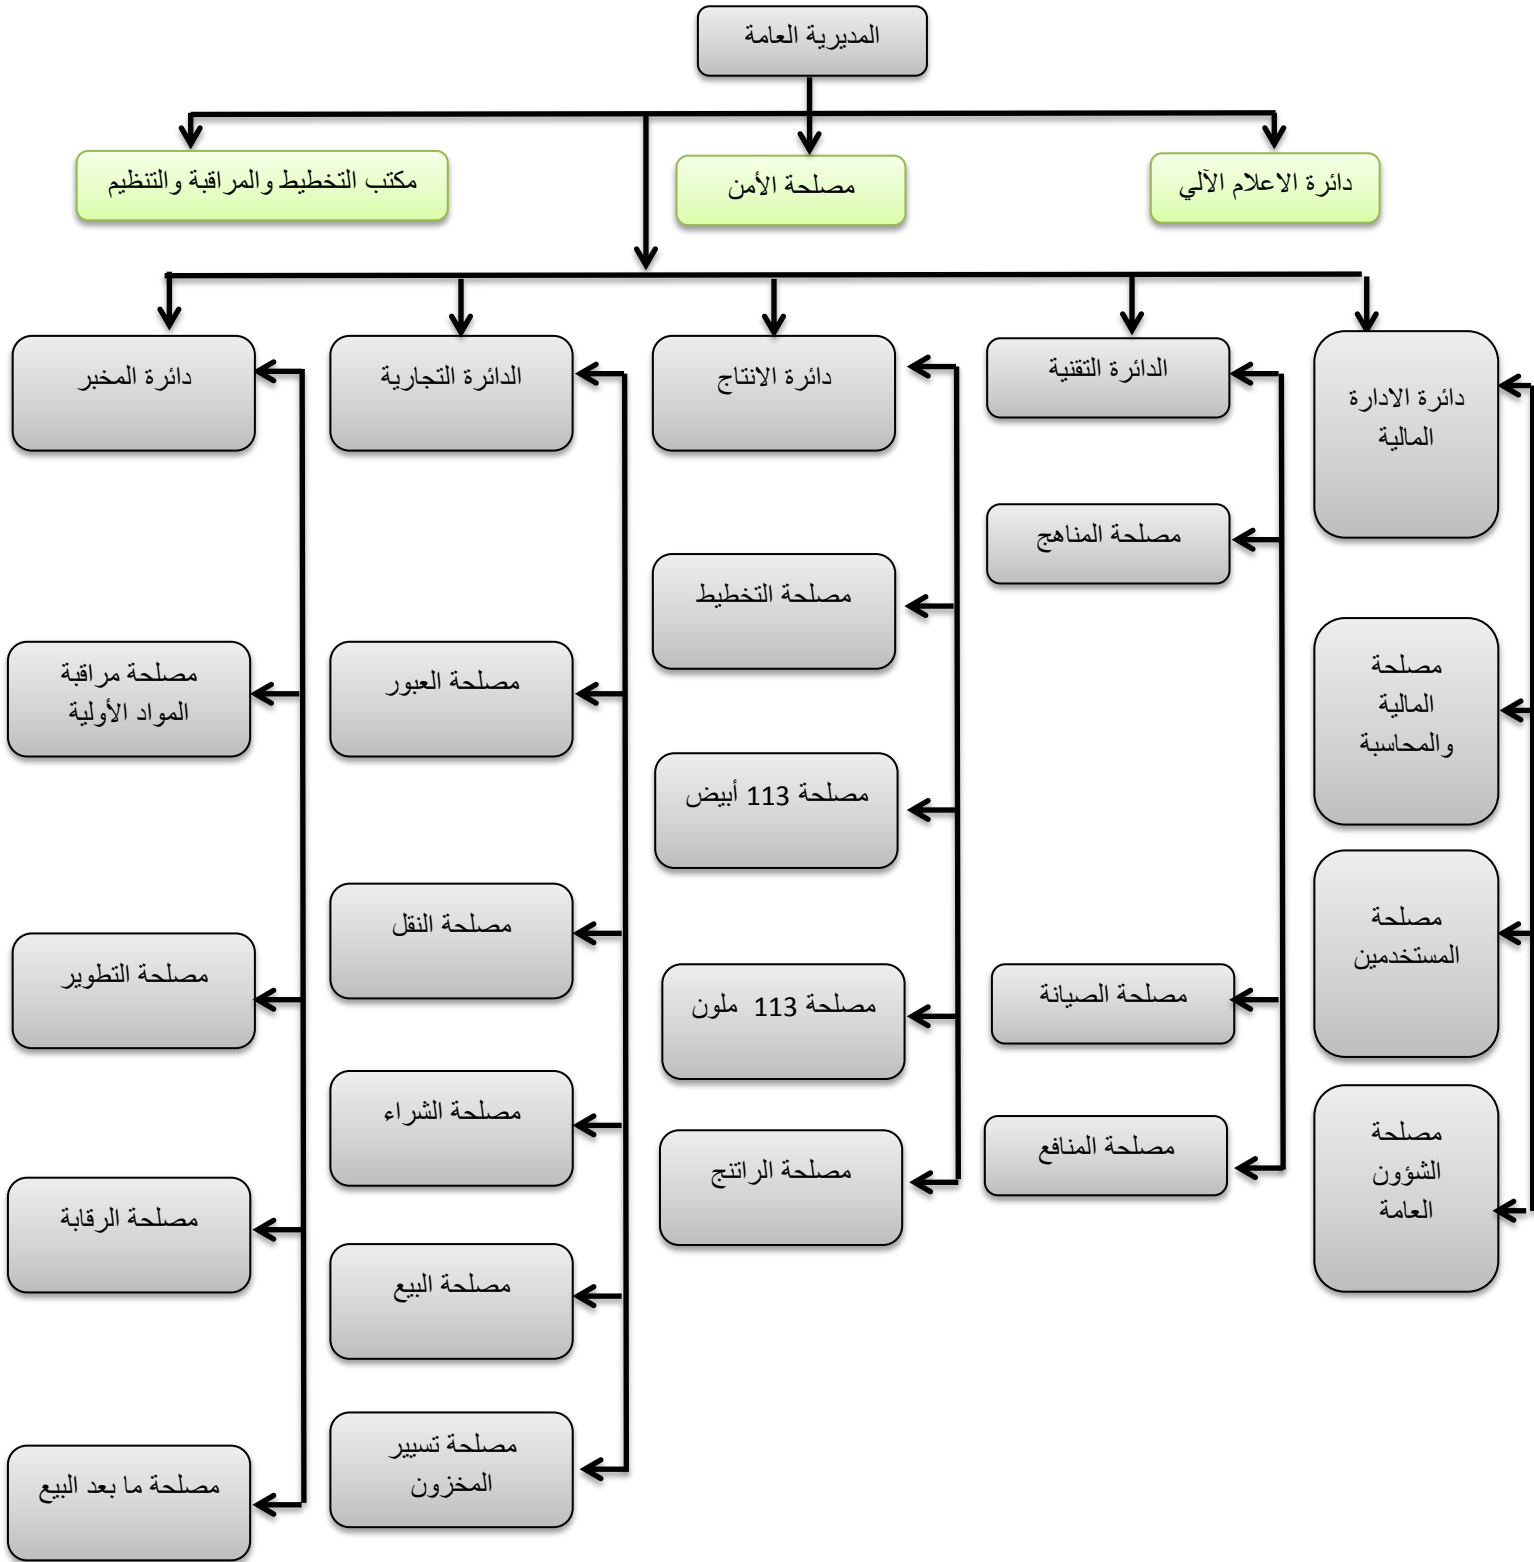 المديرية العامة
دائرة الاعلام الآلي
مصلحة الأمن
مكتب التخطيط والمراقبة والتنظيم
دائرة الادارة
المالية
مصلحة
المالية
والمحاسبة
مصلحة
المستخدمين
مصلحة
الشؤون
العامة
الدائرة التقنية
مصلحة المناهج
مصلحة الصيانة
مصلحة المنافع
دائرة الانتاج
مصلحة التخطيط
مصلحة 113 أبيض
مصلحة 113 ملون
مصلحة الراتنج
الدائرة التجارية
مصلحة العبور
مصلحة النقل
مصلحة الشراء
مصلحة البيع
مصلحة تسيير
المخزون
دائرة المخبر
مصلحة مراقبة
المواد الأولية
مصلحة التطوير
مصلحة الرقابة
مصلحة ما بعد البيع